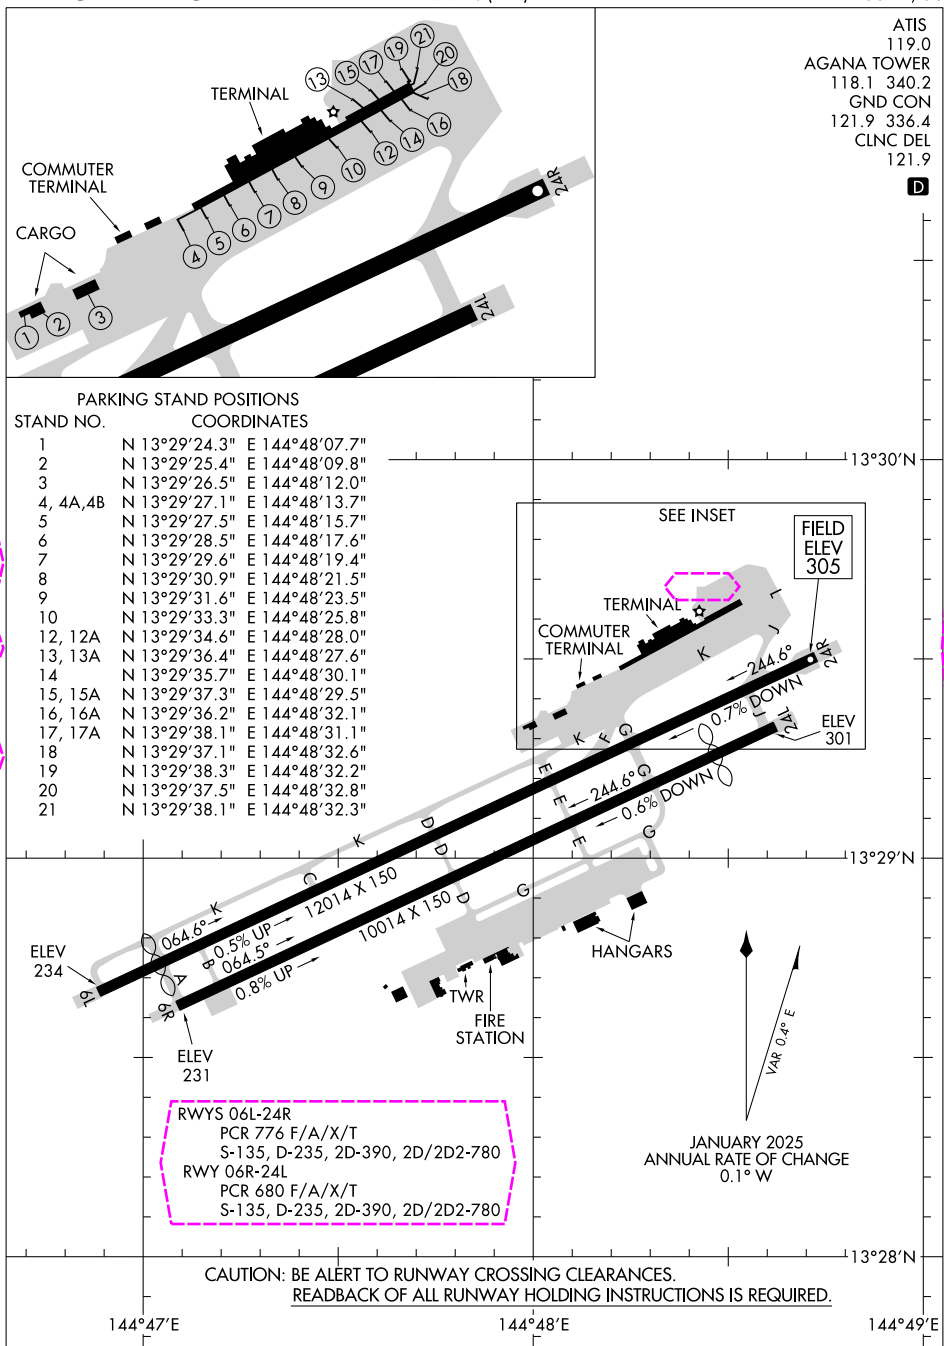 ATIS
119.0
AGANA TOWER
118.1 340.2
GND CON
121.9 336.4
CLNC DEL
121.9
D
TERMINAL
COMMUTER
TERMINAL
CARGO
1
2
3
4
5
6
7
8
9
10
12
13
14
15
16
17
18
19
20
21
24R
24L
PARKING STAND POSITIONS
STAND NO. COORDINATES
1 N 13°29'24.3" E 144°48'07.7"
2 N 13°29'25.4" E 144°48'09.8"
3 N 13°29'26.5" E 144°48'12.0"
4, 4A,4B N 13°29'27.1" E 144°48'13.7"
5 N 13°29'27.5" E 144°48'15.7"
6 N 13°29'28.5" E 144°48'17.6"
7 N 13°29'29.6" E 144°48'19.4"
8 N 13°29'30.9" E 144°48'21.5"
9 N 13°29'31.6" E 144°48'23.5"
10 N 13°29'33.3" E 144°48'25.8"
12, 12A N 13°29'34.6" E 144°48'28.0"
13, 13A N 13°29'36.4" E 144°48'27.6"
14 N 13°29'35.7" E 144°48'30.1"
15, 15A N 13°29'37.3" E 144°48'29.5"
16, 16A N 13°29'36.2" E 144°48'32.1"
17, 17A N 13°29'38.1" E 144°48'31.1"
18 N 13°29'37.1" E 144°48'32.6"
19 N 13°29'38.3" E 144°48'32.2"
20 N 13°29'37.5" E 144°48'32.8"
21 N 13°29'38.1" E 144°48'32.3"
13°30'N
SEE INSET
FIELD
ELEV
305
TERMINAL
COMMUTER
TERMINAL
L
J
K
24R
244.6°
0.7% DOWN
I
24L
ELEV
301
K
F
G
G
E
E
E
G
244.6°
0.6% DOWN
13°29'N
K
D
D
D
G
C
K
12014 X 150
10014 X 150
064.6°
0.5% UP
B
064.5°
0.8% UP
A
ELEV
234
6L
6R
ELEV
231
HANGARS
TWR
FIRE
STATION
VAR 0.4° E
JANUARY 2025
ANNUAL RATE OF CHANGE
0.1° W
RWYS 06L-24R
PCR 776 F/A/X/T
S-135, D-235, 2D-390, 2D/2D2-780
RWY 06R-24L
PCR 680 F/A/X/T
S-135, D-235, 2D-390, 2D/2D2-780
13°28'N
CAUTION: BE ALERT TO RUNWAY CROSSING CLEARANCES.
READBACK OF ALL RUNWAY HOLDING INSTRUCTIONS IS REQUIRED.
144°47'E
144°48'E
144°49'E